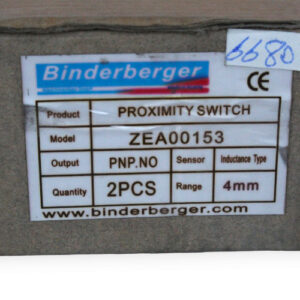 6680
Binderberger
CE
Product PROXIMITY SWITCH
Model ZEA00153
Output PNP.NO Sensor Inductance Type
Quantity 2PCS Range 4mm
www.binderberger.com